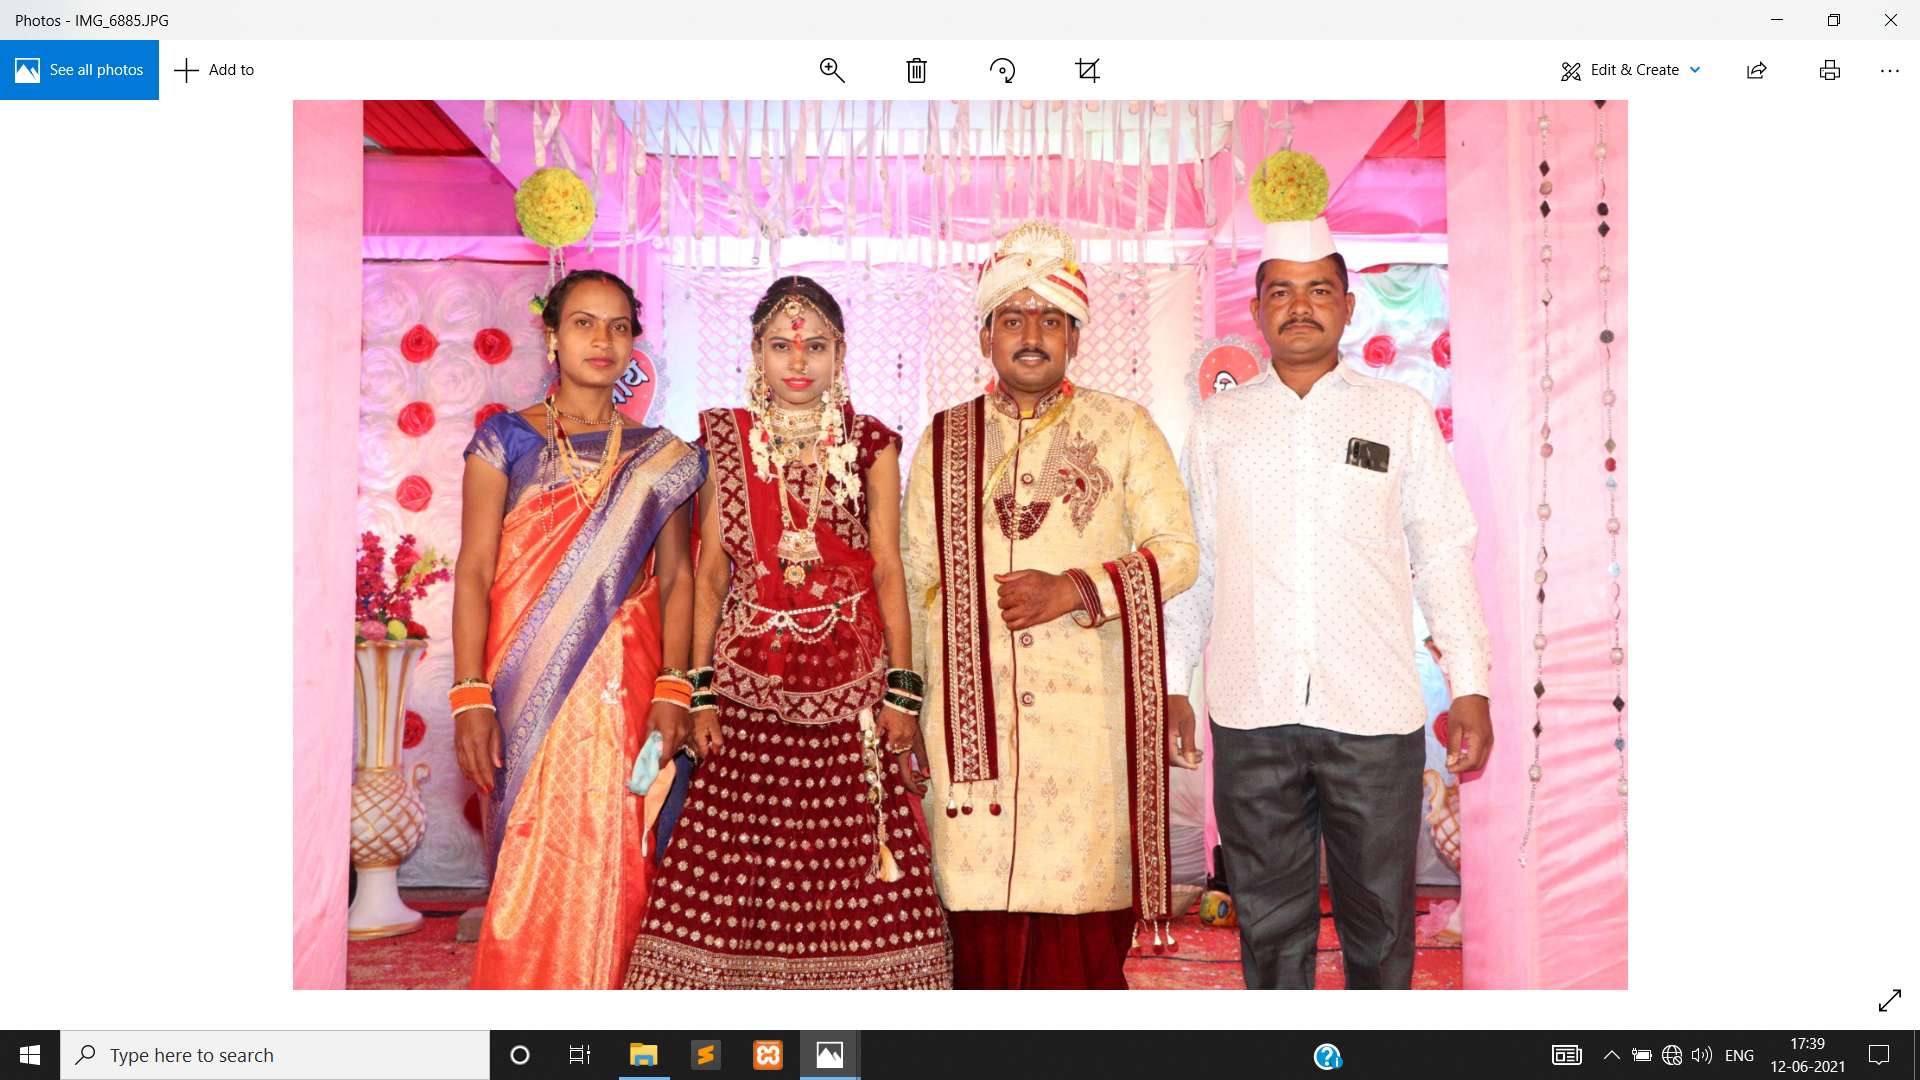 Photos - IMG_6885.JPG
See all photos
Add to
Edit & Create
Type here to search
ENG
17:39
12-06-2021